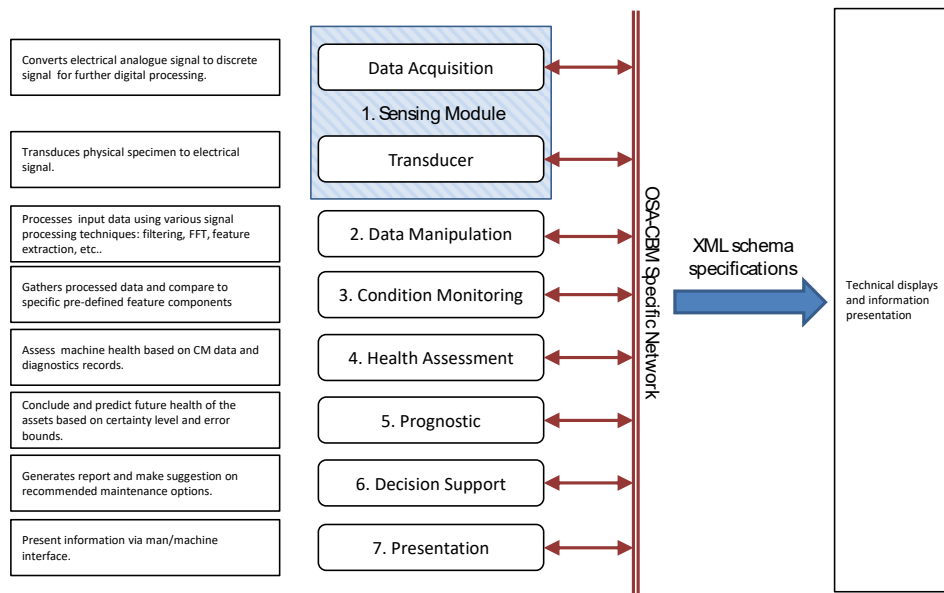 Converts electrical analogue signal to discrete
signal for further digital processing.
Data Acquisition
1. Sensing Module
Transduces physical specimen to electrical
signal.
Transducer
Processes input data using various signal
processing techniques: filtering, FFT, feature
extraction, etc..
2. Data Manipulation
Gathers processed data and compare to
specific pre-defined feature components
3. Condition Monitoring
Assess machine health based on CM data and
diagnostics records.
4. Health Assessment
Conclude and predict future health of the
assets based on certainty level and error
bounds.
5. Prognostic
Generates report and make suggestion on
recommended maintenance options.
6. Decision Support
Present information via man/machine
interface.
7. Presentation
OSA-CBM Specific Network
XML schema
specifications
Technical displays
and information
presentation